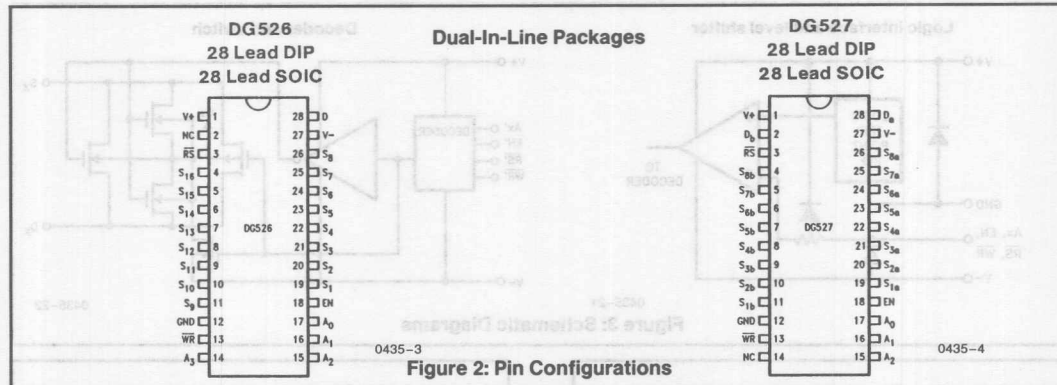 Dual-In-Line Packages
DG526
28 Lead DIP
28 Lead SOIC
V+ 1 28 D
NC 2 27 V-
R̅S̅ 3 26 S8
S16 4 25 S7
S15 5 24 S6
S14 6 23 S5
S13 7 DG526 22 S4
S12 8 21 S3
S11 9 20 S2
S10 10 19 S1
S9 11 18 EN
GND 12 17 A0
W̅R̅ 13 16 A1
A3 14 15 A2
0435-3
DG527
28 Lead DIP
28 Lead SOIC
V+ 1 28 Da
Db 2 27 V-
R̅S̅ 3 26 S8a
S8b 4 25 S7a
S7b 5 24 S6a
S6b 6 23 S5a
S5b 7 DG527 22 S4a
S4b 8 21 S3a
S3b 9 20 S2a
S2b 10 19 S1a
S1b 11 18 EN
GND 12 17 A0
W̅R̅ 13 16 A1
NC 14 15 A2
0435-4
Figure 2: Pin Configurations